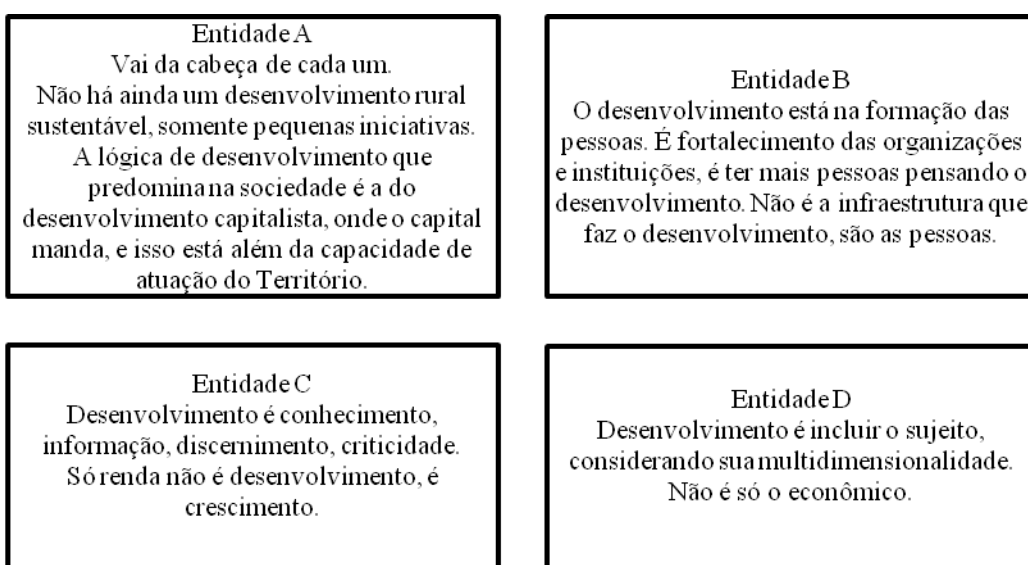 Entidade A
Vai da cabeça de cada um.
Não há ainda um desenvolvimento rural
sustentável, somente pequenas iniciativas.
A lógica de desenvolvimento que
predomina na sociedade é a do
desenvolvimento capitalista, onde o capital
manda, e isso está além da capacidade de
atuação do Território.
Entidade B
O desenvolvimento está na formação das
pessoas. É fortalecimento das organizações
e instituições, é ter mais pessoas pensando o
desenvolvimento. Não é a infraestrutura que
faz o desenvolvimento, são as pessoas.
Entidade C
Desenvolvimento é conhecimento,
informação, discernimento, criticidade.
Só renda não é desenvolvimento, é
crescimento.
Entidade D
Desenvolvimento é incluir o sujeito,
considerando sua multidimensionalidade.
Não é só o econômico.